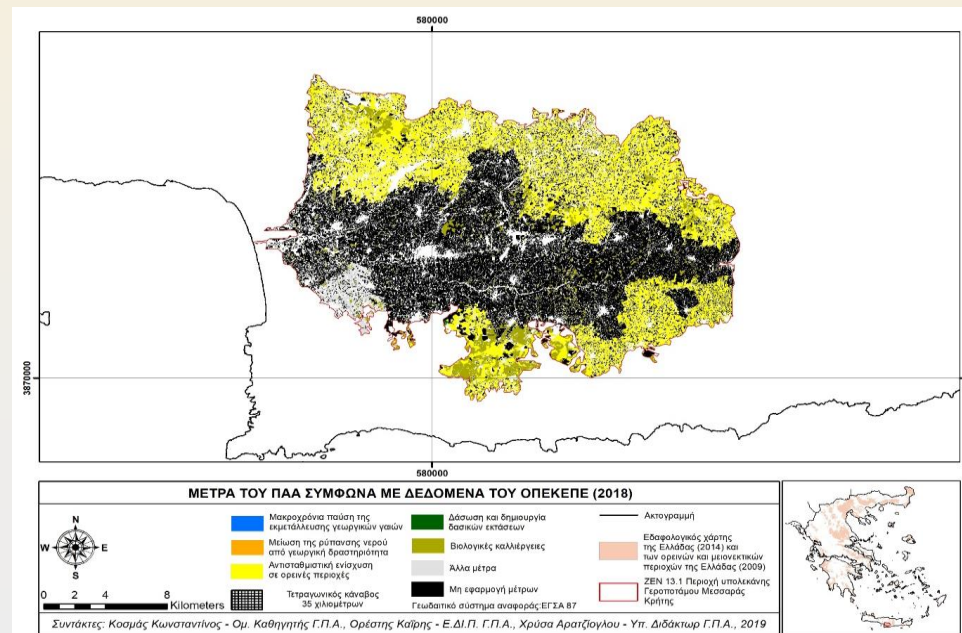 580000
3870000
580000
ΜΕΤΡΑ ΤΟΥ ΠΑΑ ΣΥΜΦΩΝΑ ΜΕ ΔΕΔΟΜΕΝΑ ΤΟΥ ΟΠΕΚΕΠΕ (2018)
N
W E
S
Μακροχρόνια παύση της
εκμετάλλευσης γεωργικών γαιών
Μείωση της ρύπανσης νερού
από γεωργική δραστηριότητα
Αντισταθμιστική ενίσχυση
σε ορεινές περιοχές
Τετραγωνικός κάναβος
35 χιλιομέτρων
Δάσωση και δημιουργία
δασικών εκτάσεων
Βιολογικές καλλιέργειες
Άλλα μέτρα
Μη εφαρμογή μέτρων
Γεωδαιτικό σύστημα αναφοράς:ΕΓΣΑ 87
Ακτογραμμή
Εδαφολογικός χάρτης
της Ελλάδας (2014) και
των ορεινών και μειονεκτικών
περιοχών της Ελλάδας (2009)
ΖΕΝ 13.1 Περιοχή υπολεκάνης
Γεροποτάμου Μεσσαράς
Κρήτης
0 2 4 8 Kilometers
Συντάκτες: Κοσμάς Κωνσταντίνος - Ομ. Καθηγητής Γ.Π.Α., Ορέστης Καΐρης - Ε.ΔΙ.Π. Γ.Π.Α., Χρύσα Αρατζίογλου - Υπ. Διδάκτωρ Γ.Π.Α., 2019